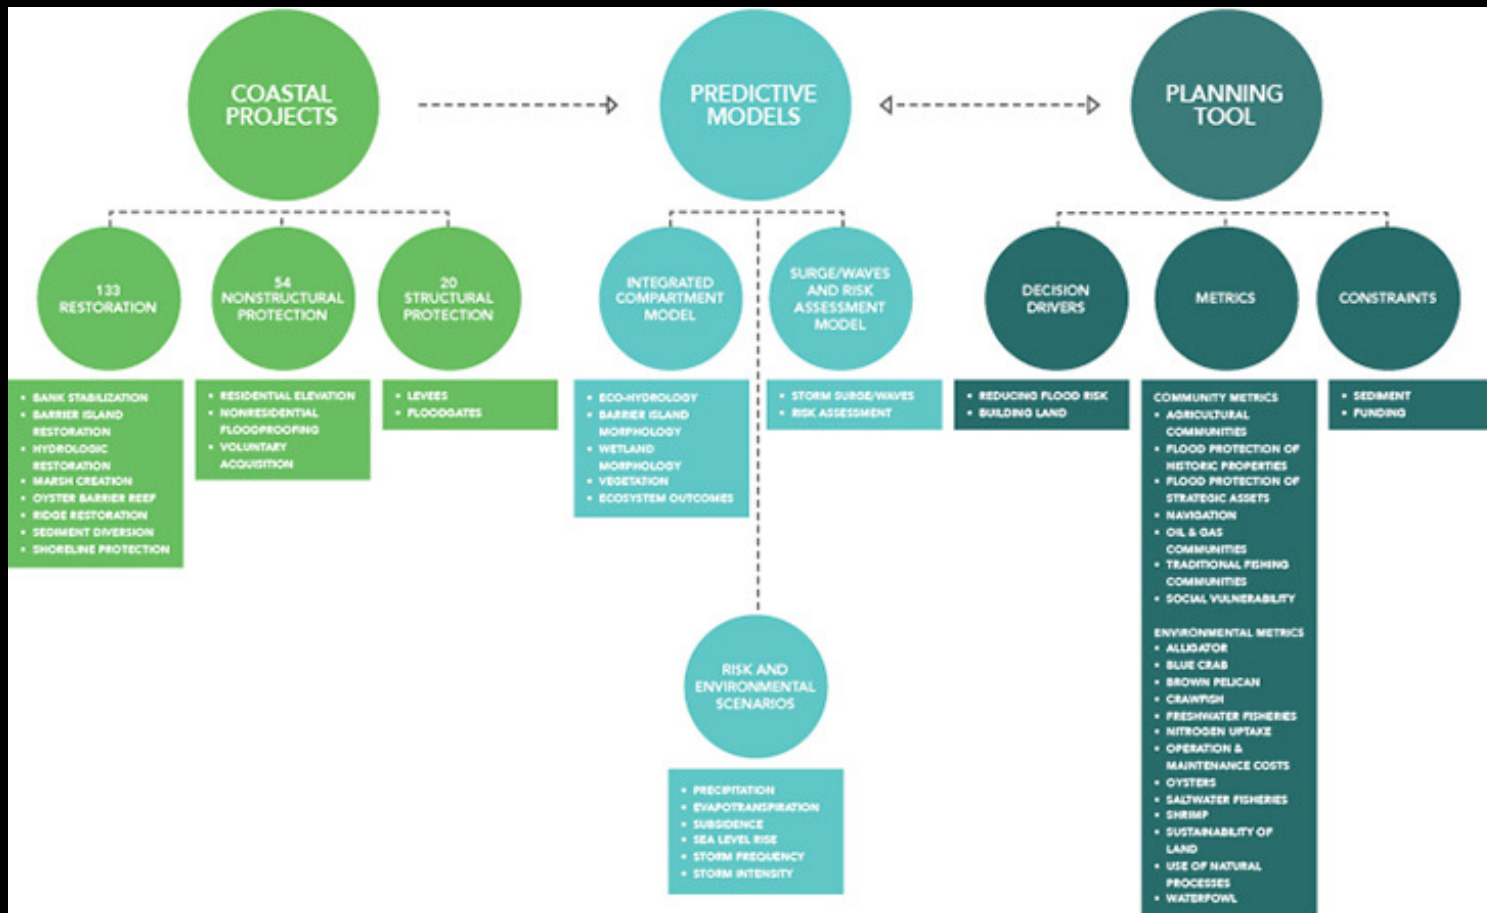 COASTAL
PROJECTS
PREDICTIVE
MODELS
PLANNING
TOOL
133
RESTORATION
54
NONSTRUCTURAL
PROTECTION
20
STRUCTURAL
PROTECTION
INTEGRATED
COMPARTMENT
MODEL
SURGE/WAVES
AND RISK
ASSESSMENT
MODEL
DECISION
DRIVERS
METRICS
CONSTRAINTS
• BANK STABILIZATION
• BARRIER ISLAND
RESTORATION
• HYDROLOGIC
RESTORATION
• MARSH CREATION
• OYSTER BARRIER REEF
• RIDGE RESTORATION
• SEDIMENT DIVERSION
• SHORELINE PROTECTION
• RESIDENTIAL ELEVATION
• NONRESIDENTIAL
FLOODPROOFING
• VOLUNTARY
ACQUISITION
• LEVEES
• FLOODGATES
• ECO-HYDROLOGY
• BARRIER ISLAND
MORPHOLOGY
• WETLAND
MORPHOLOGY
• VEGETATION
• ECOSYSTEM OUTCOMES
• STORM SURGE/WAVES
• RISK ASSESSMENT
• REDUCING FLOOD RISK
• BUILDING LAND
COMMUNITY METRICS
• AGRICULTURAL
COMMUNITIES
• FLOOD PROTECTION OF
HISTORIC PROPERTIES
• FLOOD PROTECTION OF
STRATEGIC ASSETS
• NAVIGATION
• OIL & GAS
COMMUNITIES
• TRADITIONAL FISHING
COMMUNITIES
• SOCIAL VULNERABILITY
ENVIRONMENTAL METRICS
• ALLIGATOR
• BLUE CRAB
• BROWN PELICAN
• CRAWFISH
• FRESHWATER FISHERIES
• NITROGEN UPTAKE
• OPERATION &
MAINTENANCE COSTS
• OYSTERS
• SALTWATER FISHERIES
• SHRIMP
• SUSTAINABILITY OF
LAND
• USE OF NATURAL
PROCESSES
• WATERFOWL
• SEDIMENT
• FUNDING
RISK AND
ENVIRONMENTAL
SCENARIOS
• PRECIPITATION
• EVAPOTRANSPIRATION
• SUBSIDENCE
• SEA LEVEL RISE
• STORM FREQUENCY
• STORM INTENSITY